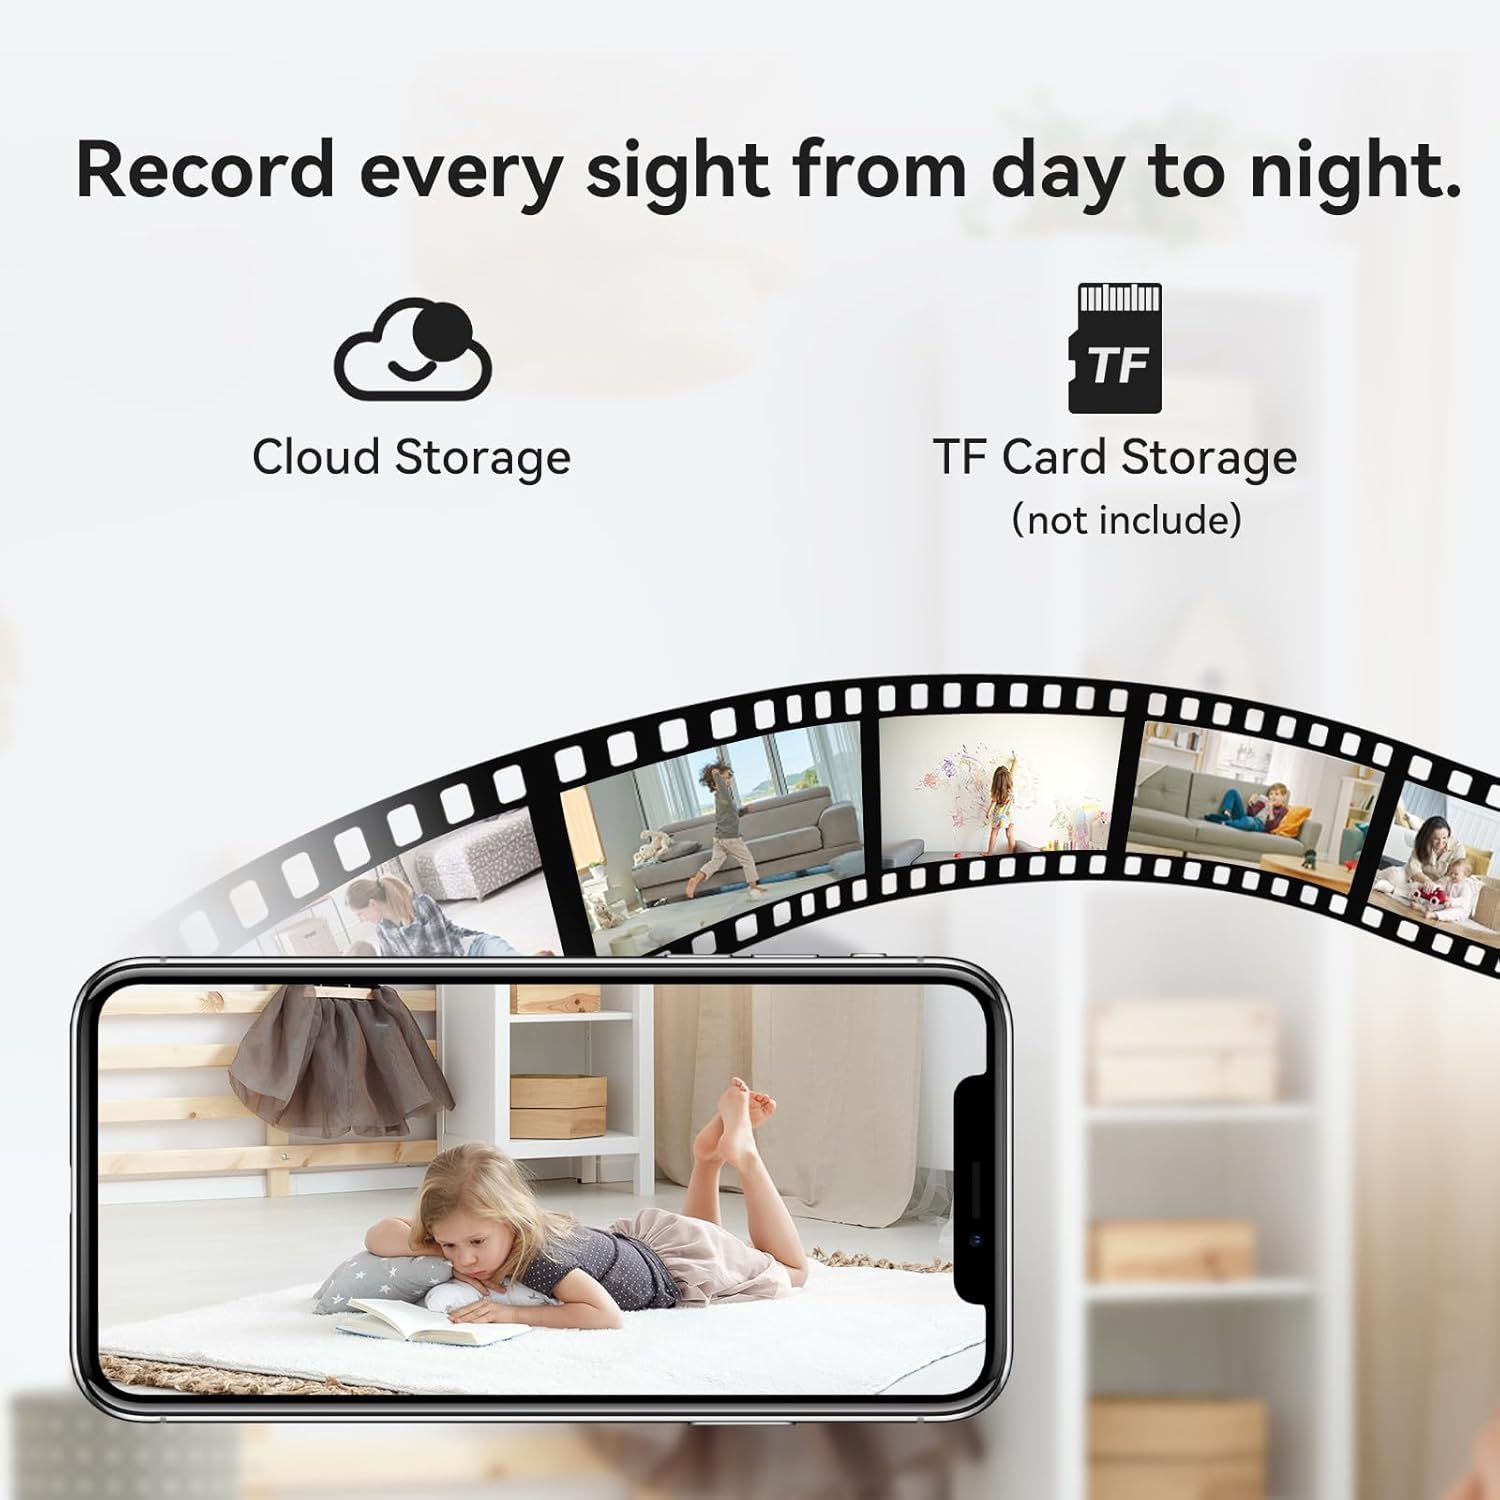 Record every sight from day to night.
TF
Cloud Storage
TF Card Storage
(not include)